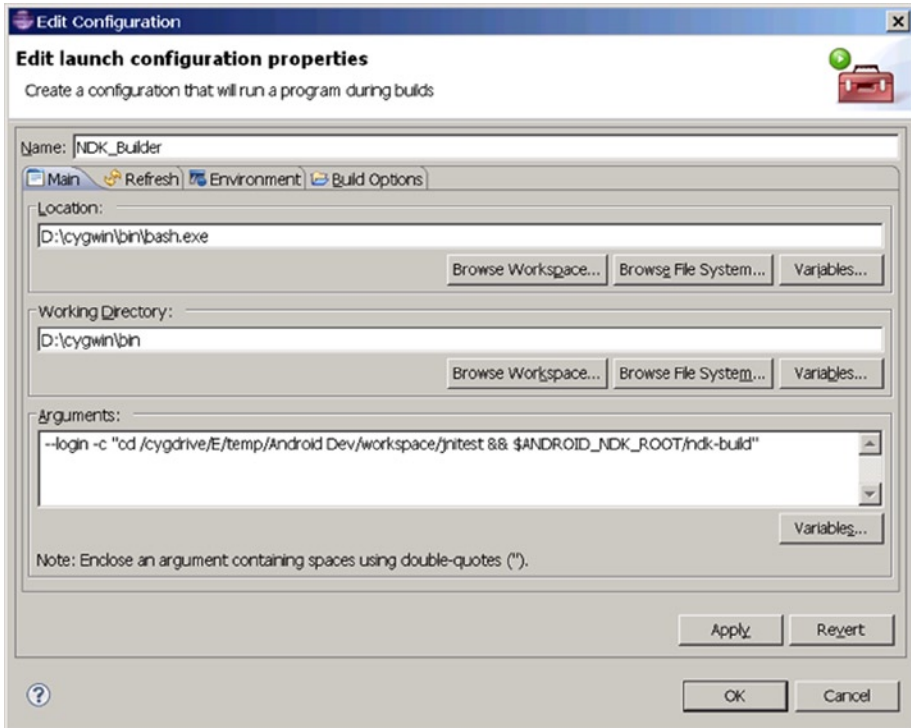 Edit Configuration
Edit launch configuration properties
Create a configuration that will run a program during builds
Name: NDK_Builder
Main Refresh Environment Build Options
Location:
D:\cygwin\bin\bash.exe
Browse Workspace... Browse File System... Variables...
Working Directory:
D:\cygwin\bin
Browse Workspace... Browse File System... Variables...
Arguments:
--login -c "cd /cygdrive/E/temp/Android Dev/workspace/jnitest && $ANDROID_NDK_ROOT/ndk-build"
Variables...
Note: Enclose an argument containing spaces using double-quotes (").
Apply Revert
? OK Cancel